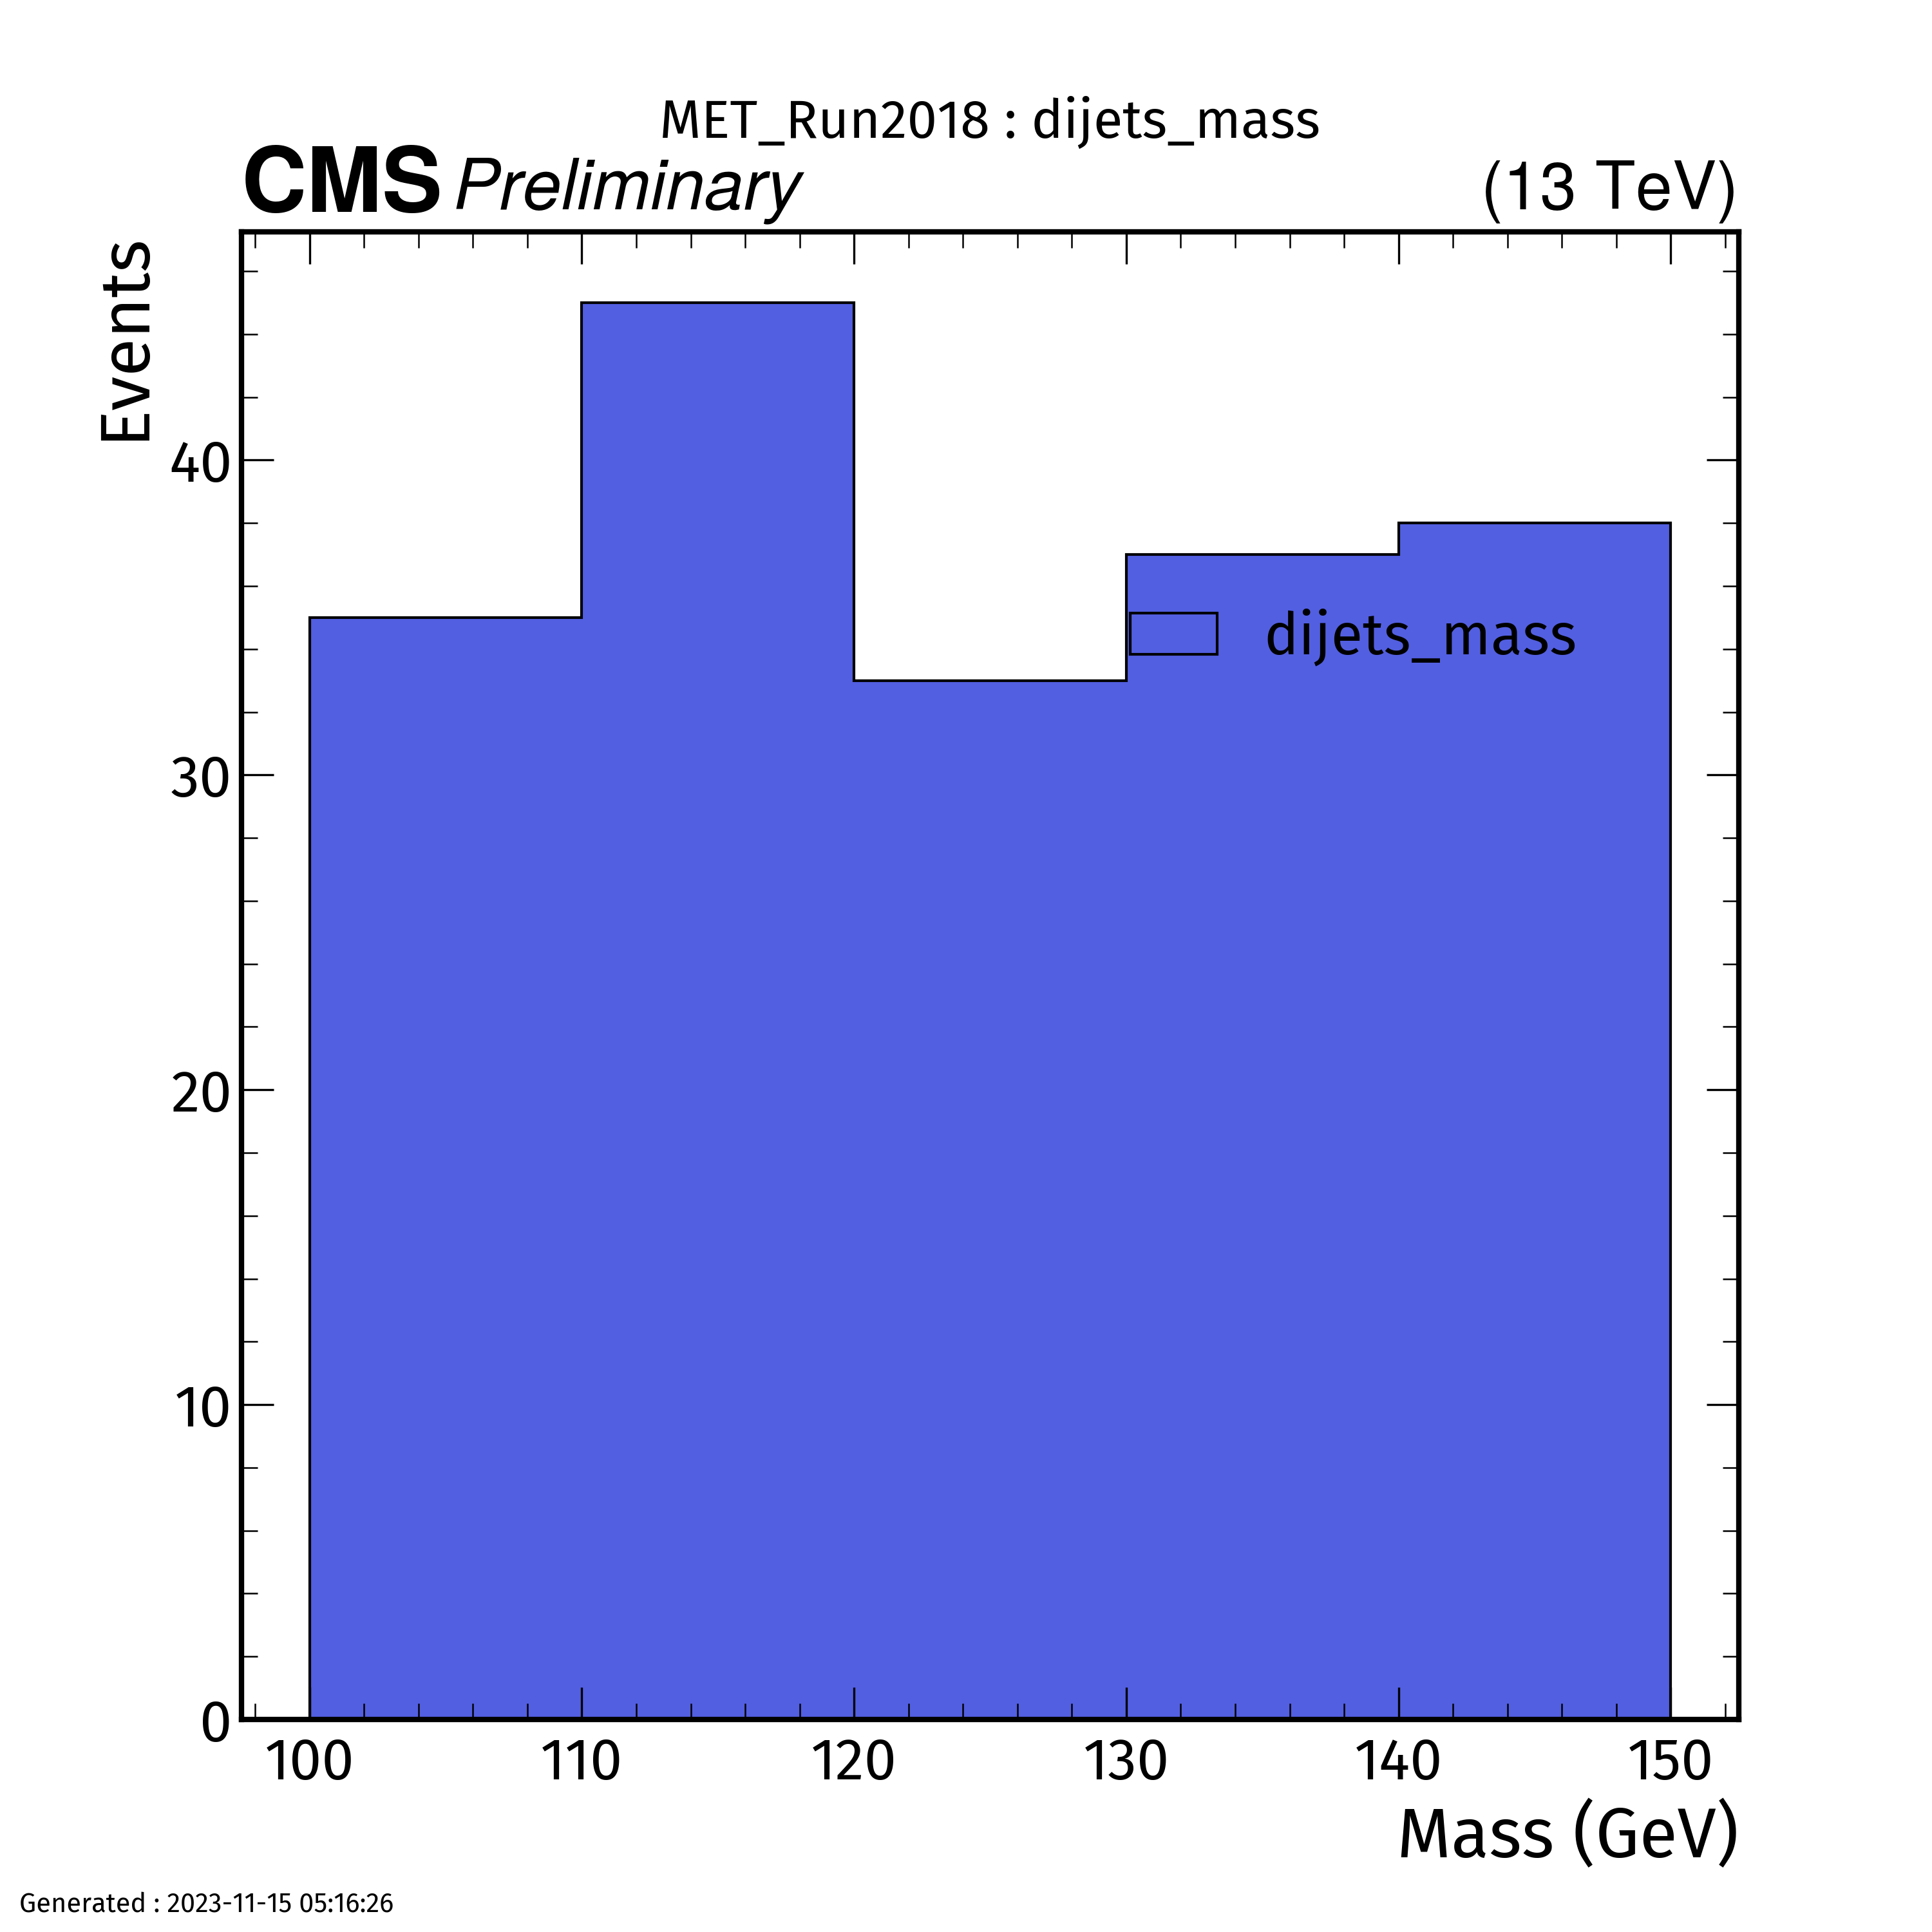 MET_Run2018 : dijets_mass
CMS Preliminary (13 TeV)
Events
40
30
20
10
0
dijets_mass
100 110 120 130 140 150
Mass (GeV)
Generated : 2023-11-15 05:16:26